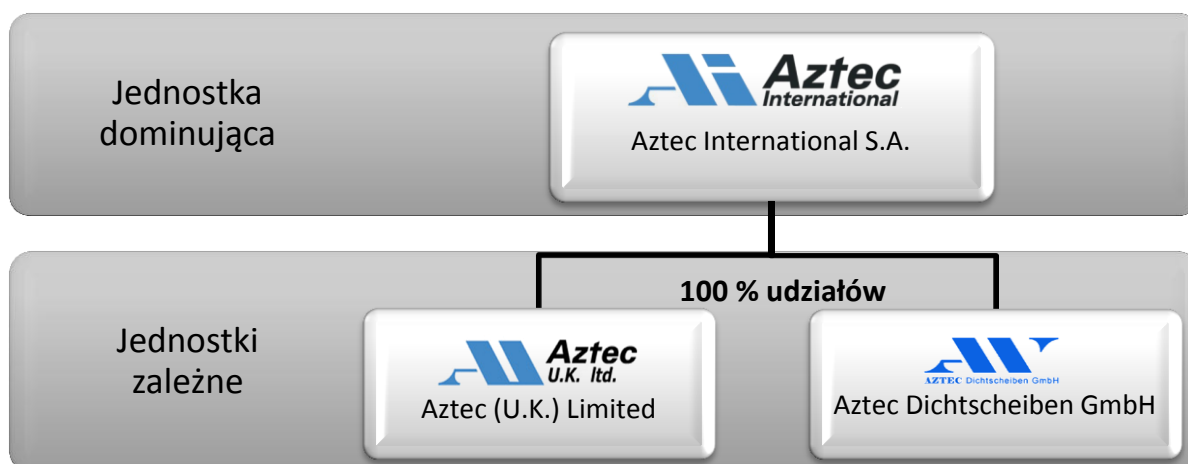 Jednostka
dominująca
Aztec
International
Aztec International S.A.
100 % udziałów
Jednostki
zależne
Aztec
U.K. ltd.
Aztec (U.K.) Limited
AZTEC Dichtscheiben GmbH
Aztec Dichtscheiben GmbH